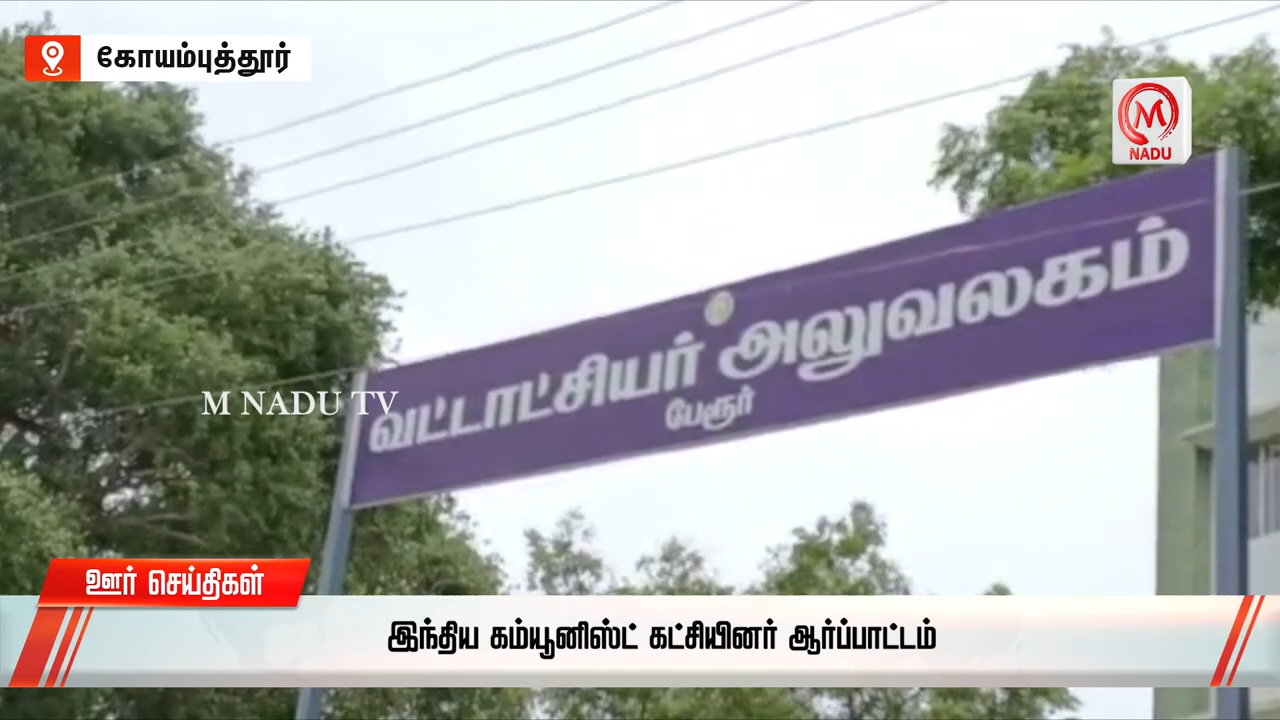 கோயம்புத்தூர்
M
NADU
வட்டாட்சியர் அலுவலகம்
பேரூர்
M NADU TV
ஊர் செய்திகள்
இந்திய கம்யூனிஸ்ட் கட்சியினர் ஆர்ப்பாட்டம்